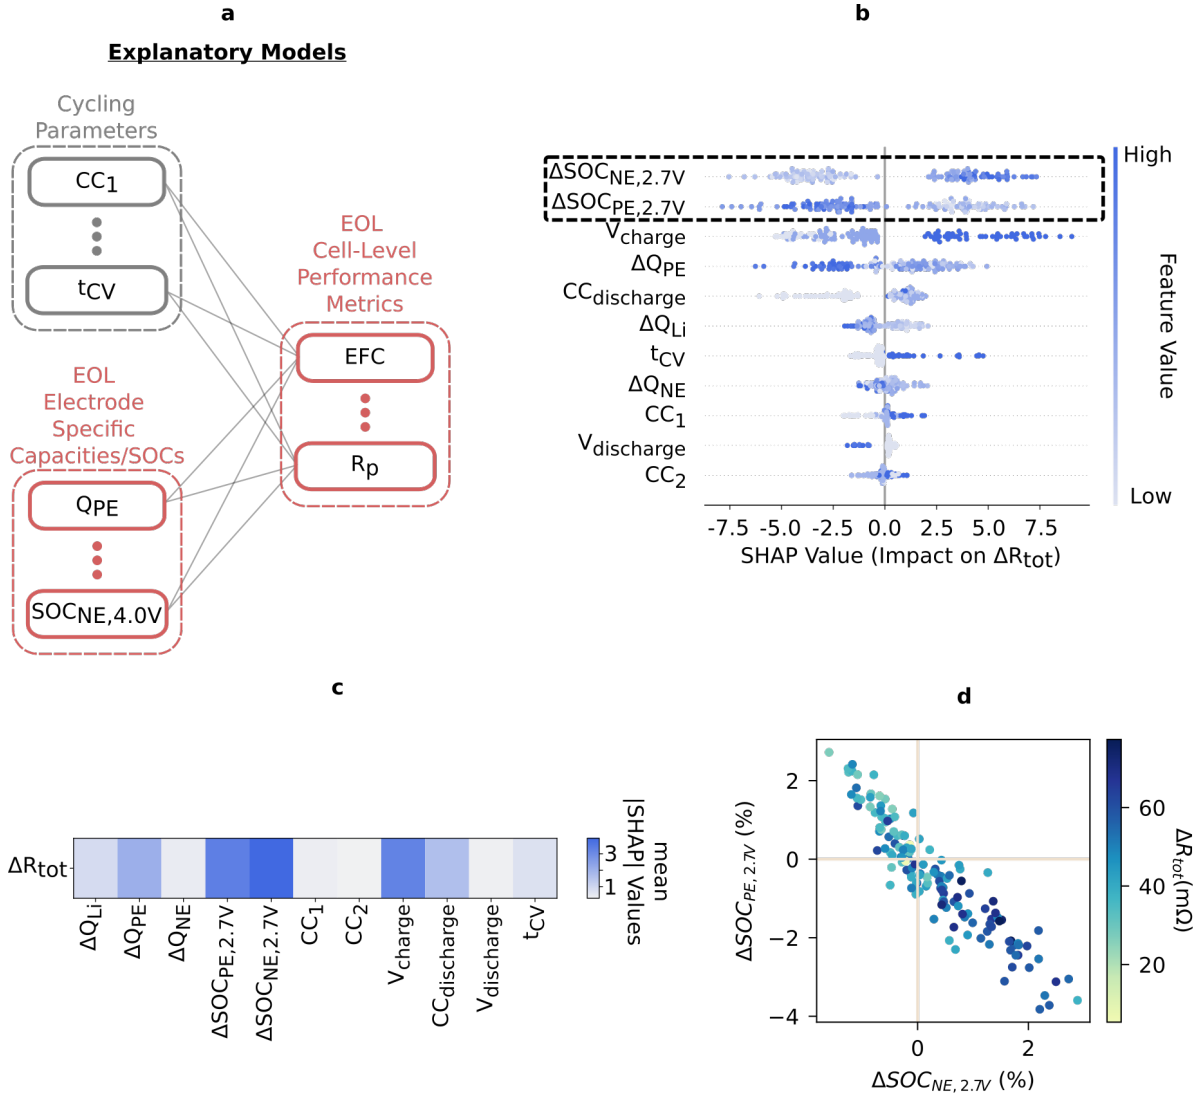 a
Explanatory Models
Cycling
Parameters
CC1
tCV
EOL
Electrode
Specific
Capacities/SOCs
QPE
SOCNE,4.0V
EOL
Cell-Level
Performance
Metrics
EFC
Rp
b
ΔSOCNE,2.7V
ΔSOCPE,2.7V
Vcharge
ΔQPE
CCdischarge
ΔQLi
tCV
ΔQNE
CC1
Vdischarge
CC2
-7.5 -5.0 -2.5 0.0 2.5 5.0 7.5
SHAP Value (Impact on ΔRtot)
High
Low
Feature Value
c
ΔRtot
ΔQLi
ΔQPE
ΔQNE
ΔSOCPE,2.7V
ΔSOCNE,2.7V
CC1
CC2
Vcharge
CCdischarge
Vdischarge
tCV
3
1
mean
|SHAP| Values
d
2
0
−2
−4
ΔSOCPE, 2.7V (%)
0 2
ΔSOCNE, 2.7V (%)
60
40
20
ΔRtot(mΩ)